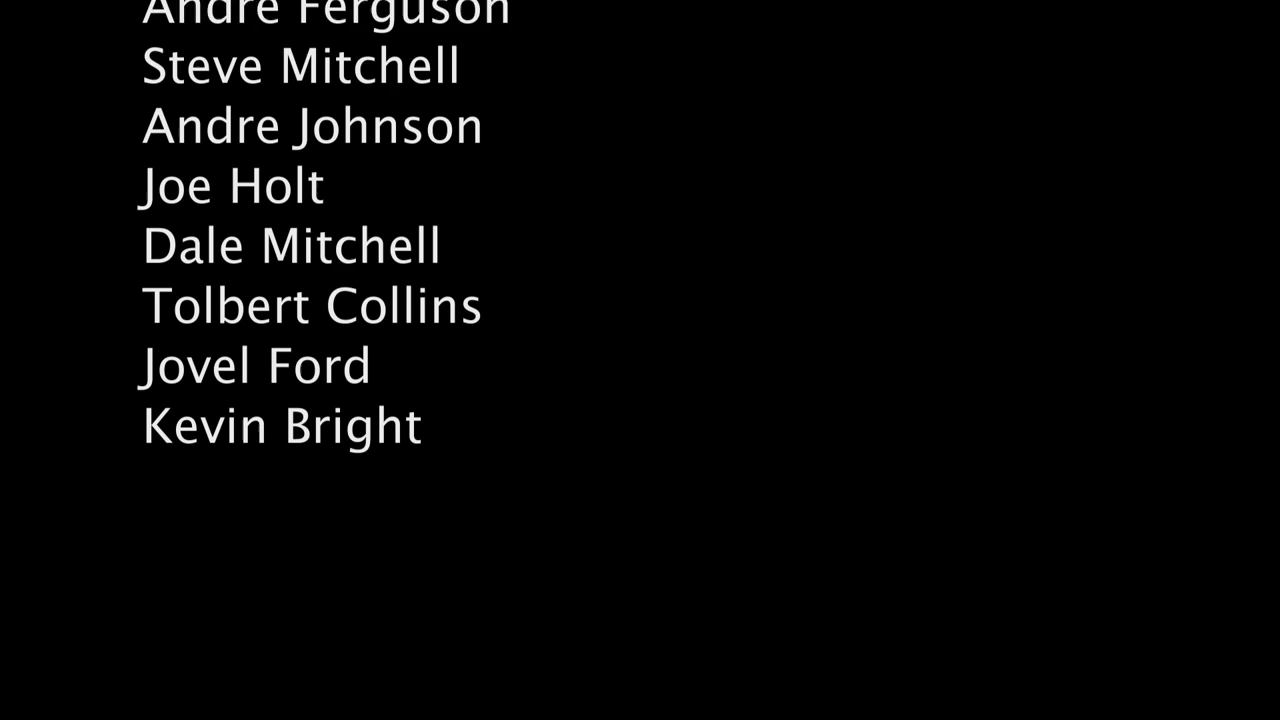 Andre Ferguson
Steve Mitchell
Andre Johnson
Joe Holt
Dale Mitchell
Tolbert Collins
Jovel Ford
Kevin Bright